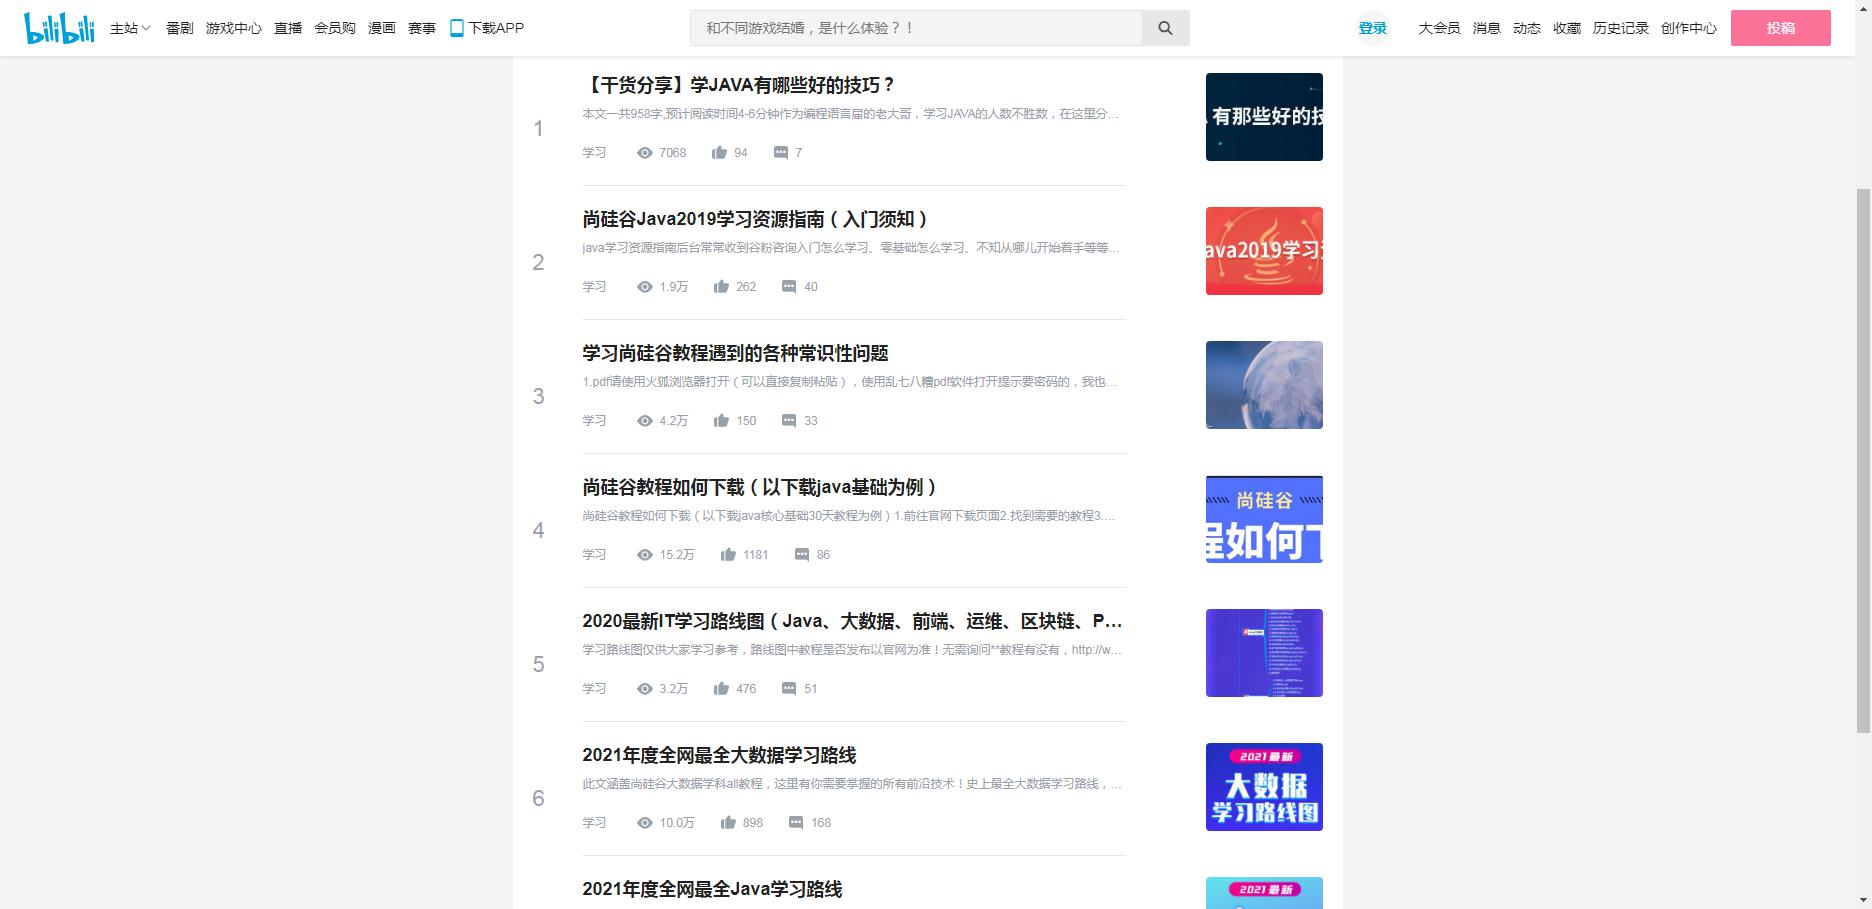 bilibili 主站 番剧 游戏中心 直播 会员购 漫画 赛事 下载APP 和不同游戏结婚，是什么体验？！ 登录 大会员 消息 动态 收藏 历史记录 创作中心 投稿
1
【干货分享】学JAVA有哪些好的技巧？
本文一共958字,预计阅读时间4-6分钟作为编程语言届的老大哥，学习JAVA的人数不胜数，在这里分...
学习 7068 94 7
有那些好的技
2
尚硅谷Java2019学习资源指南（入门须知）
java学习资源指南后台常常收到谷粉咨询入门怎么学习、零基础怎么学习、不知从哪儿开始着手等等...
学习 1.9万 262 40
ava2019学习资
3
学习尚硅谷教程遇到的各种常识性问题
1.pdf请使用火狐浏览器打开（可以直接复制粘贴），使用乱七八糟pdf软件打开提示要密码的，我也...
学习 4.2万 150 33
4
尚硅谷教程如何下载（以下载java基础为例）
尚硅谷教程如何下载（以下载java核心基础30天教程为例）1.前往官网下载页面2.找到需要的教程3....
学习 15.2万 1181 86
尚硅谷
程如何下
5
2020最新IT学习路线图（Java、大数据、前端、运维、区块链、P...
学习路线图仅供大家学习参考，路线图中教程是否发布以官网为准！无需询问**教程有没有，http://w...
学习 3.2万 476 51
6
2021年度全网最全大数据学习路线
此文涵盖尚硅谷大数据学科all教程，这里有你需要掌握的所有前沿技术！史上最全大数据学习路线，...
学习 10.0万 898 168
2021最新
大数据
学习路线图
2021年度全网最全Java学习路线
2021最新